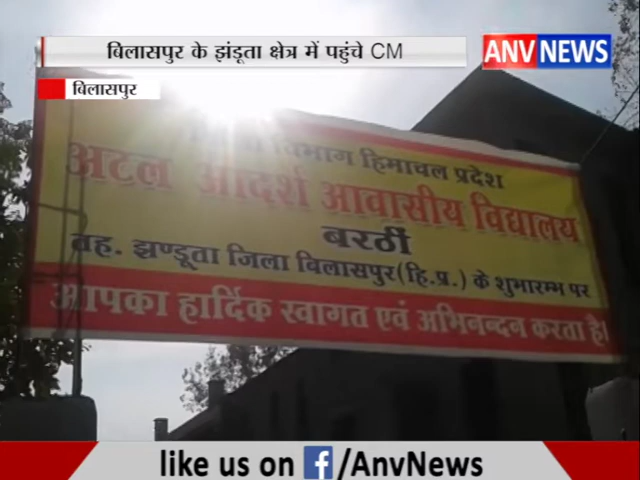 बिलासपुर के झंडूता क्षेत्र में पहुंचे CM
ANV NEWS
बिलासपुर
विभाग हिमाचल प्रदेश
अटल आदर्श आवासीय विद्यालय
बरठीं
तह. झण्डूता जिला बिलासपुर(हि.प्र.) के शुभारम्भ पर
आपका हार्दिक स्वागत एवं अभिनन्दन करता है।
like us on f/AnvNews